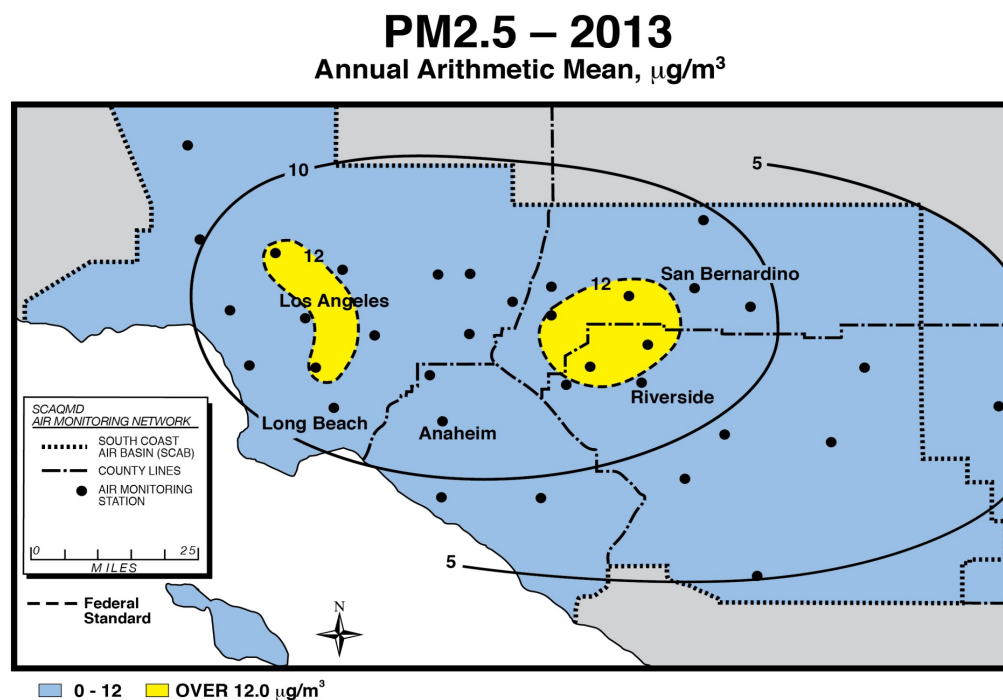 PM2.5 – 2013
Annual Arithmetic Mean, μg/m³
10
5
12
Los Angeles
12
San Bernardino
Riverside
Long Beach
Anaheim
5
SCAQMD
AIR MONITORING NETWORK
SOUTH COAST
AIR BASIN (SCAB)
COUNTY LINES
AIR MONITORING
STATION
0 25
MILES
Federal
Standard
N
0 - 12 OVER 12.0 μg/m³